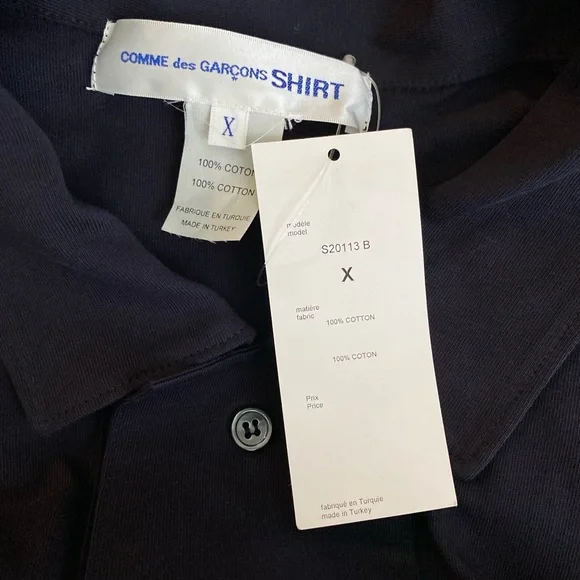 COMME des GARÇONS SHIRT
X
100% COTON
100% COTTON
FABRIQUE EN TURQUIE
MADE IN TURKEY
modèle
model
S20113 B
X
matière
fabric
100% COTTON
100% COTON
Prix
Price
fabriqué en Turquie
made in Turkey